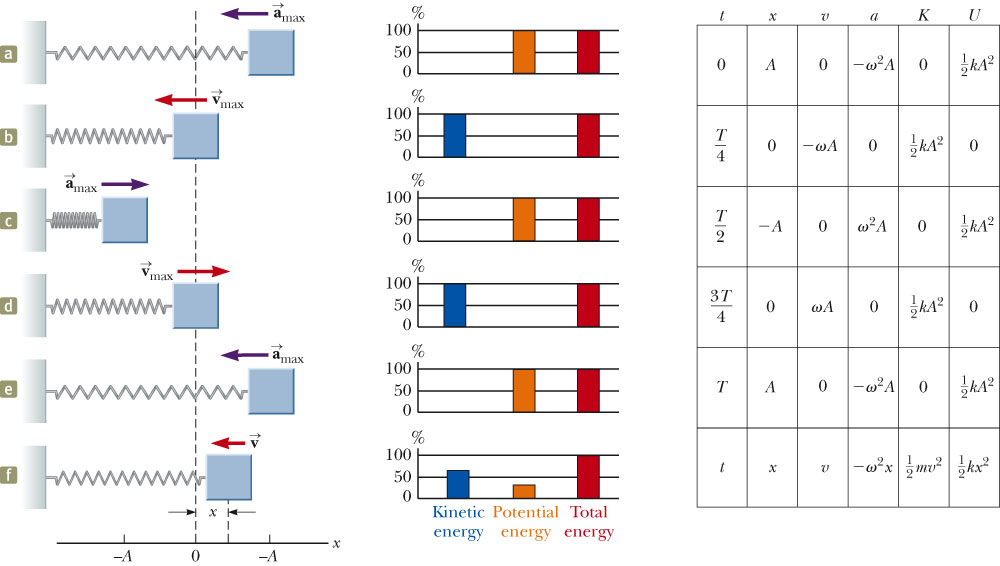 a⃗max
a
v⃗max
b
a⃗max
c
v⃗max
d
a⃗max
e
v⃗
f
x
x
–A 0 –A
%
100
50
0
%
100
50
0
%
100
50
0
%
100
50
0
%
100
50
0
%
100
50
0
Kinetic energy
Potential energy
Total energy
t x v a K U
0 A 0 −ω²A 0 ½kA²
T/4 0 −ωA 0 ½kA² 0
T/2 −A 0 ω²A 0 ½kA²
3T/4 0 ωA 0 ½kA² 0
T A 0 −ω²A 0 ½kA²
t x v −ω²x ½mv² ½kx²